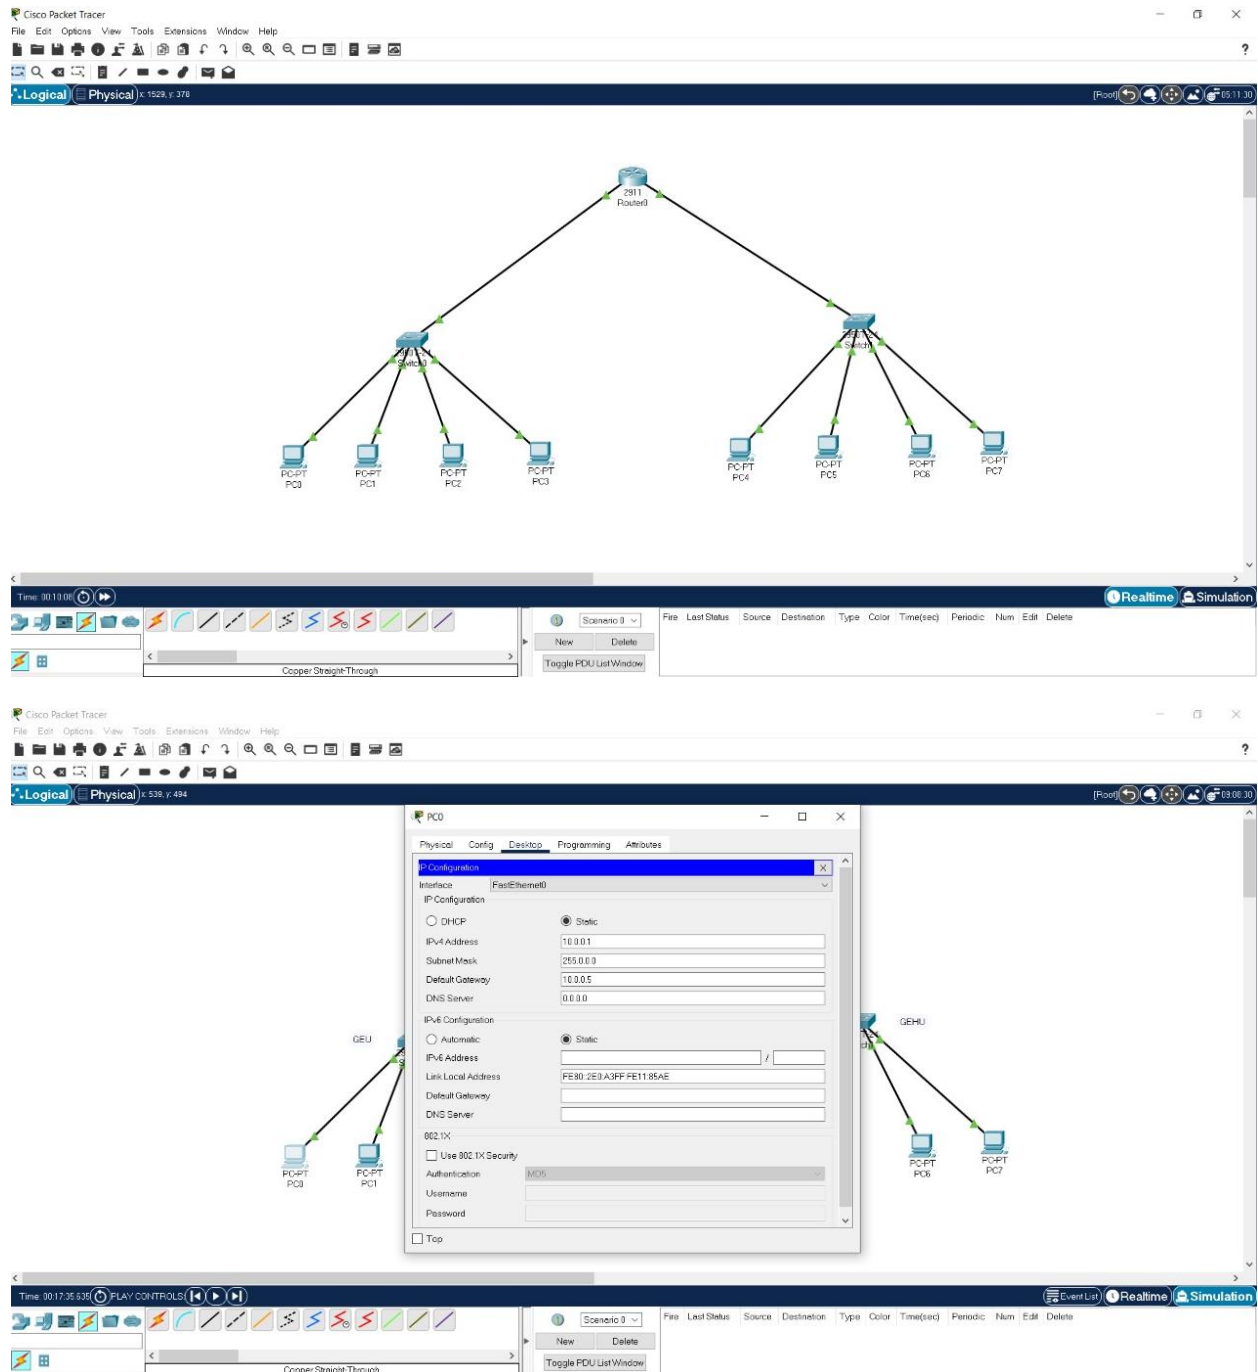 Cisco Packet Tracer
File Edit Options View Tools Extensions Window Help
?
Logical Physical x: 1529, y: 378 [Root] 05:11:30
2911
Router0
Switch0
PC-PT
PC0
PC-PT
PC1
PC-PT
PC2
PC-PT
PC3
PC-PT
PC4
PC-PT
PC5
PC-PT
PC6
PC-PT
PC7
Time: 00:10:08 Realtime Simulation
Scenario 0
New Delete
Toggle PDU List Window
Fire Last Status Source Destination Type Color Time(sec) Periodic Num Edit Delete
Copper Straight-Through
Cisco Packet Tracer
File Edit Options View Tools Extensions Window Help
?
Logical Physical x: 539, y: 494 [Root] 09:08:30
PC0
Physical Config Desktop Programming Attributes
IP Configuration X
Interface FastEthernet0
IP Configuration
DHCP Static
IPv4 Address 10.0.0.1
Subnet Mask 255.0.0.0
Default Gateway 10.0.0.5
DNS Server 0.0.0.0
IPv6 Configuration
Automatic Static
IPv6 Address /
Link Local Address FE80::2E0:A3FF:FE11:85AE
Default Gateway
DNS Server
802.1X
Use 802.1X Security
Authentication MD5
Username
Password
Top
GEU
GEHU
PC-PT
PC0
PC-PT
PC1
PC-PT
PC6
PC-PT
PC7
Time: 00:17:35.635 PLAY CONTROLS: Event List Realtime Simulation
Scenario 0
New Delete
Toggle PDU List Window
Fire Last Status Source Destination Type Color Time(sec) Periodic Num Edit Delete
Copper Straight-Through